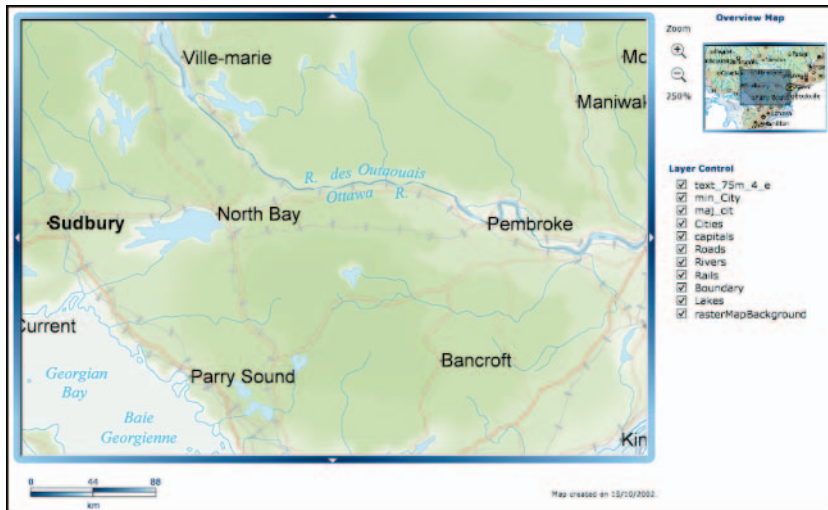 Overview Map
Zoom
250%
Ville-marie
Mc
Maniwal
R. des Outaouais
Ottawa R.
Sudbury
North Bay
Pembroke
Current
Georgian
Bay
Baie
Georgienne
Parry Sound
Bancroft
Kin
Layer Control
text_75m_4_e
min_City
maj_cit
Cities
capitals
Roads
Rivers
Rails
Boundary
Lakes
rasterMapBackground
0 44 88
km
Map created on 15/10/2002.